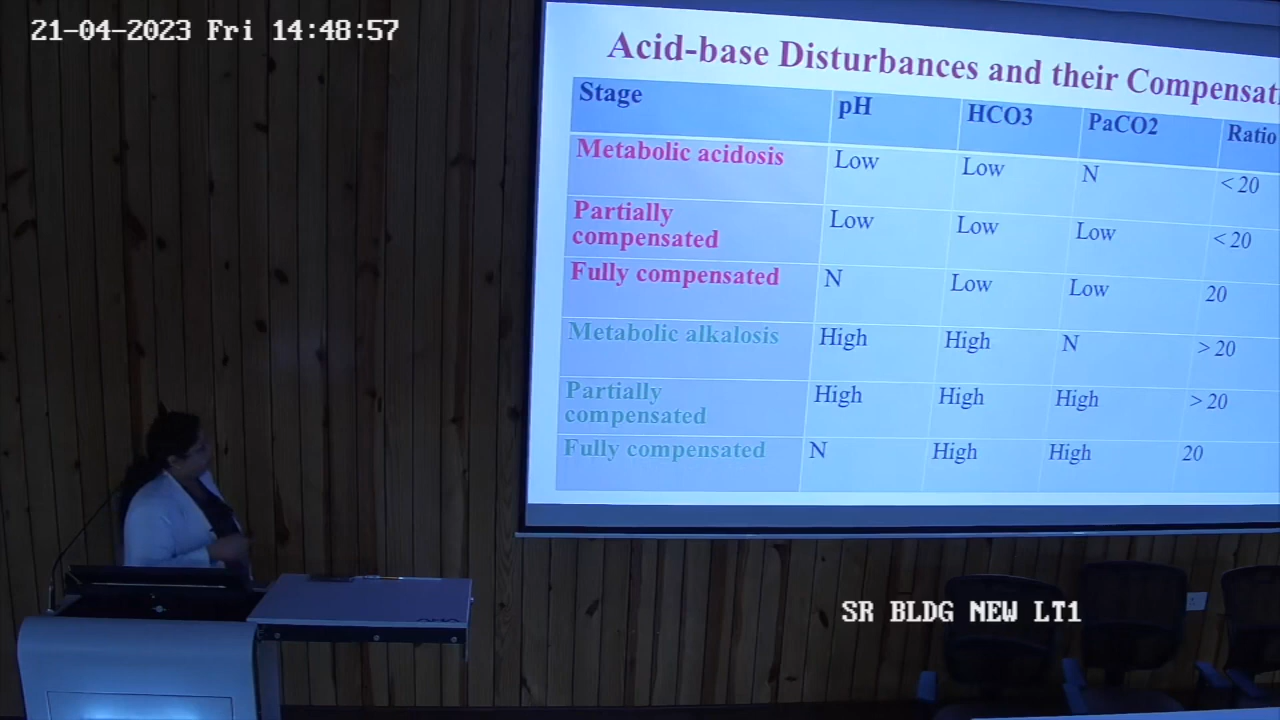 21-04-2023 Fri 14:48:57
Acid-base Disturbances and their
Stage pH HCO3 PaCO2 Ratio
Metabolic acidosis Low Low N < 20
Partially
compensated Low Low Low < 20
Fully compensated N Low Low 20
Metabolic alkalosis High High N > 20
Partially
compensated High High High > 20
Fully compensated N High High 20
SR BLDG NEW LT1